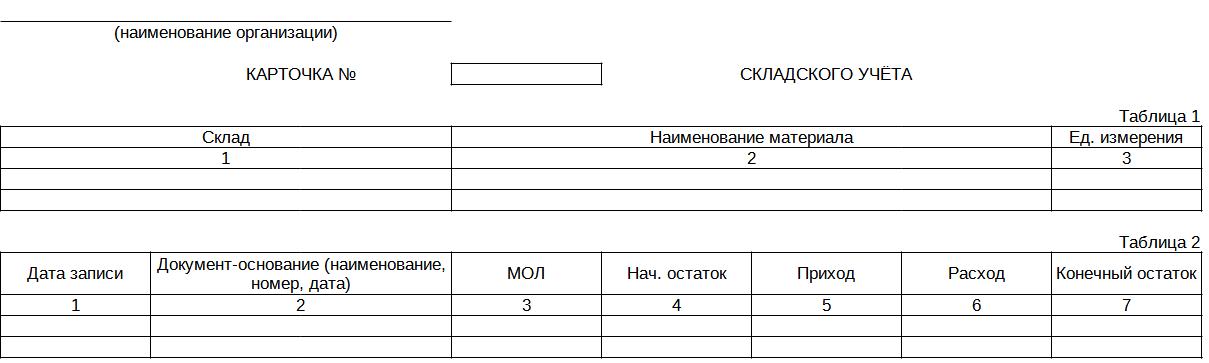 (наименование организации)
КАРТОЧКА № СКЛАДСКОГО УЧЁТА
Таблица 1
Склад Наименование материала Ед. измерения
1 2 3
Таблица 2
Дата записи Документ-основание (наименование, номер, дата) МОЛ Нач. остаток Приход Расход Конечный остаток
1 2 3 4 5 6 7